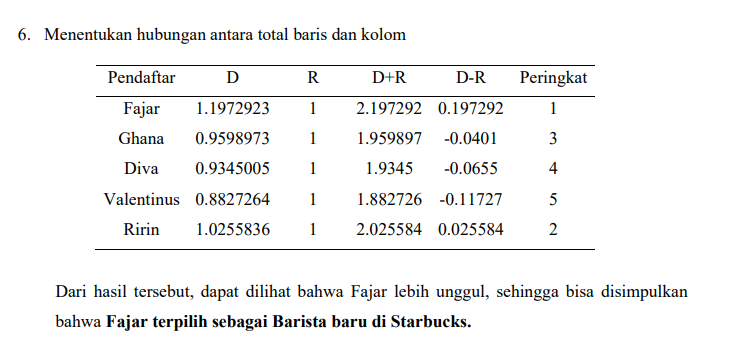 6. Menentukan hubungan antara total baris dan kolom
Pendaftar D R D+R D-R Peringkat
Fajar 1.1972923 1 2.197292 0.197292 1
Ghana 0.9598973 1 1.959897 -0.0401 3
Diva 0.9345005 1 1.9345 -0.0655 4
Valentinus 0.8827264 1 1.882726 -0.11727 5
Ririn 1.0255836 1 2.025584 0.025584 2
Dari hasil tersebut, dapat dilihat bahwa Fajar lebih unggul, sehingga bisa disimpulkan
bahwa Fajar terpilih sebagai Barista baru di Starbucks.